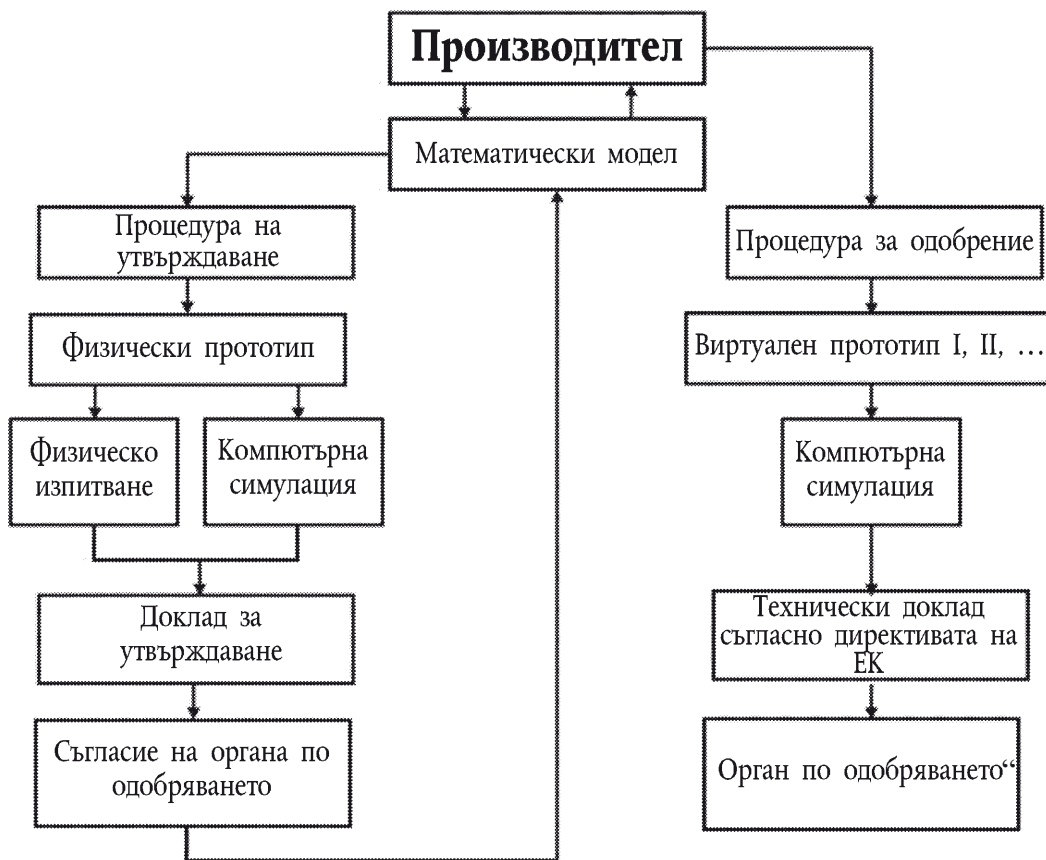 Производител
Математически модел
Процедура на
утвърждаване
Физически прототип
Физическо
изпитване
Компютърна
симулация
Доклад за
утвърждаване
Съгласие на органа по
одобряването
Процедура за одобрение
Виртуален прототип I, II, …
Компютърна
симулация
Технически доклад
съгласно директивата на
ЕК
Орган по одобряването“